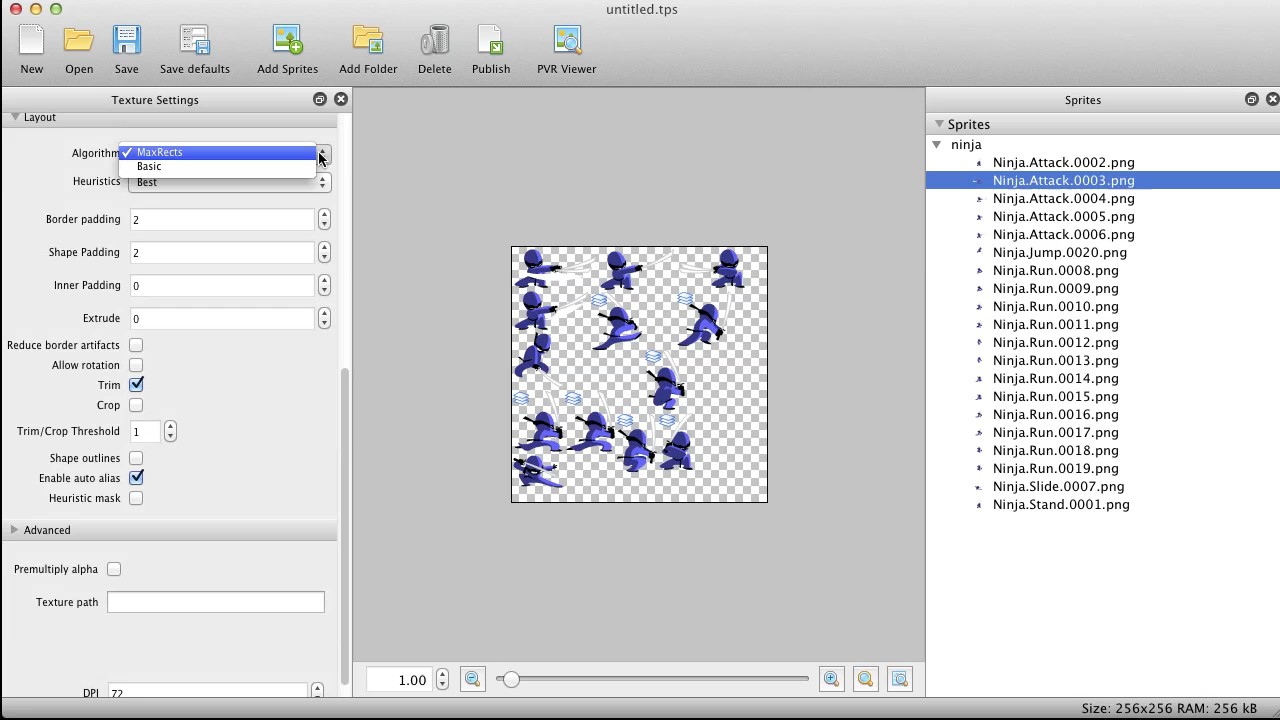 untitled.tps
New Open Save Save defaults Add Sprites Add Folder Delete Publish PVR Viewer
Texture Settings
Layout
Algorithm
MaxRects
Basic
Heuristics Best
Border padding 2
Shape Padding 2
Inner Padding 0
Extrude 0
Reduce border artifacts
Allow rotation
Trim
Crop
Trim/Crop Threshold 1
Shape outlines
Enable auto alias
Heuristic mask
Advanced
Premultiply alpha
Texture path
DPI 72
1.00
Sprites
Sprites
ninja
Ninja.Attack.0002.png
Ninja.Attack.0003.png
Ninja.Attack.0004.png
Ninja.Attack.0005.png
Ninja.Attack.0006.png
Ninja.Jump.0020.png
Ninja.Run.0008.png
Ninja.Run.0009.png
Ninja.Run.0010.png
Ninja.Run.0011.png
Ninja.Run.0012.png
Ninja.Run.0013.png
Ninja.Run.0014.png
Ninja.Run.0015.png
Ninja.Run.0016.png
Ninja.Run.0017.png
Ninja.Run.0018.png
Ninja.Run.0019.png
Ninja.Slide.0007.png
Ninja.Stand.0001.png
Size: 256x256 RAM: 256 kB